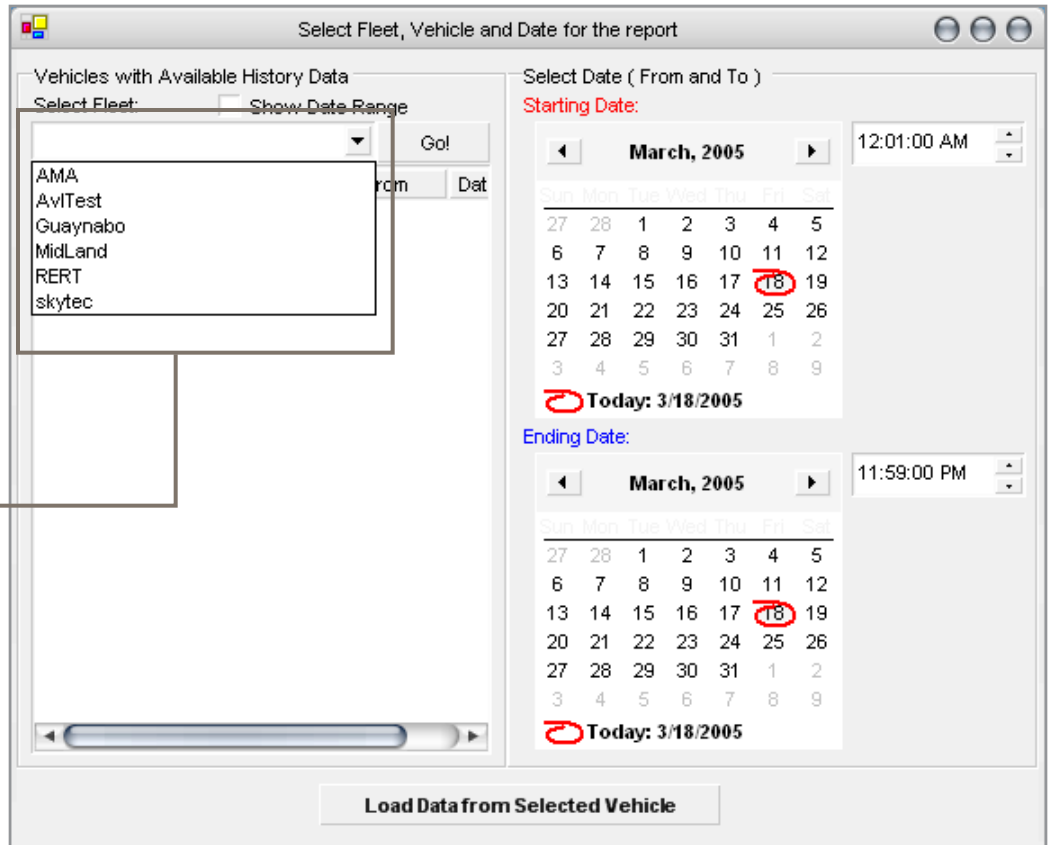 Select Fleet, Vehicle and Date for the report
Vehicles with Available History Data
Select Fleet:
Show Date Range
Go!
AMA
AvlTest
Guaynabo
MidLand
RERT
skytec
rom
Dat
Select Date ( From and To )
Starting Date:
March, 2005
12:01:00 AM
Sun Mon Tue Wed Thu Fri Sat
27 28 1 2 3 4 5
6 7 8 9 10 11 12
13 14 15 16 17 18 19
20 21 22 23 24 25 26
27 28 29 30 31 1 2
3 4 5 6 7 8 9
Today: 3/18/2005
Ending Date:
March, 2005
11:59:00 PM
Sun Mon Tue Wed Thu Fri Sat
27 28 1 2 3 4 5
6 7 8 9 10 11 12
13 14 15 16 17 18 19
20 21 22 23 24 25 26
27 28 29 30 31 1 2
3 4 5 6 7 8 9
Today: 3/18/2005
Load Data from Selected Vehicle